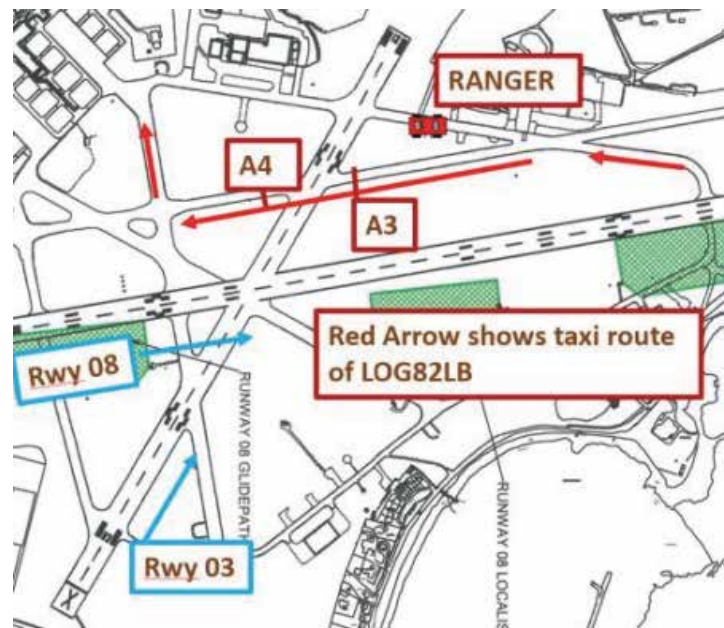 RANGER
A4
A3
Red Arrow shows taxi route
of LOG82LB
Rwy 08
RUNWAY 08 GLIDEPATH
Rwy 03
RUNWAY 08 LOCALIS
X